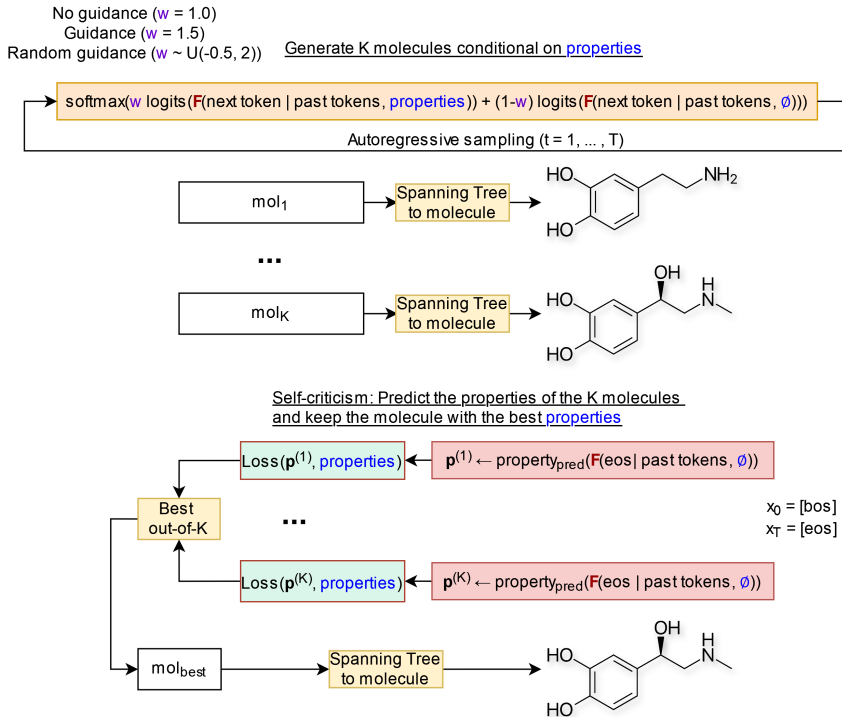 No guidance (w = 1.0)
Guidance (w = 1.5)
Random guidance (w ~ U(-0.5, 2))
Generate K molecules conditional on properties
softmax(w logits(F(next token | past tokens, properties)) + (1-w) logits(F(next token | past tokens, ∅)))
Autoregressive sampling (t = 1, ... , T)
mol1
Spanning Tree
to molecule
HO
HO
NH2
...
molK
Spanning Tree
to molecule
OH
H
N
HO
HO
Self-criticism: Predict the properties of the K molecules
and keep the molecule with the best properties
Loss(p(1), properties)
p(1) ← propertypred(F(eos| past tokens, ∅))
Best
out-of-K
...
x0 = [bos]
xT = [eos]
Loss(p(K), properties)
p(K) ← propertypred(F(eos | past tokens, ∅))
molbest
Spanning Tree
to molecule
OH
H
N
HO
HO